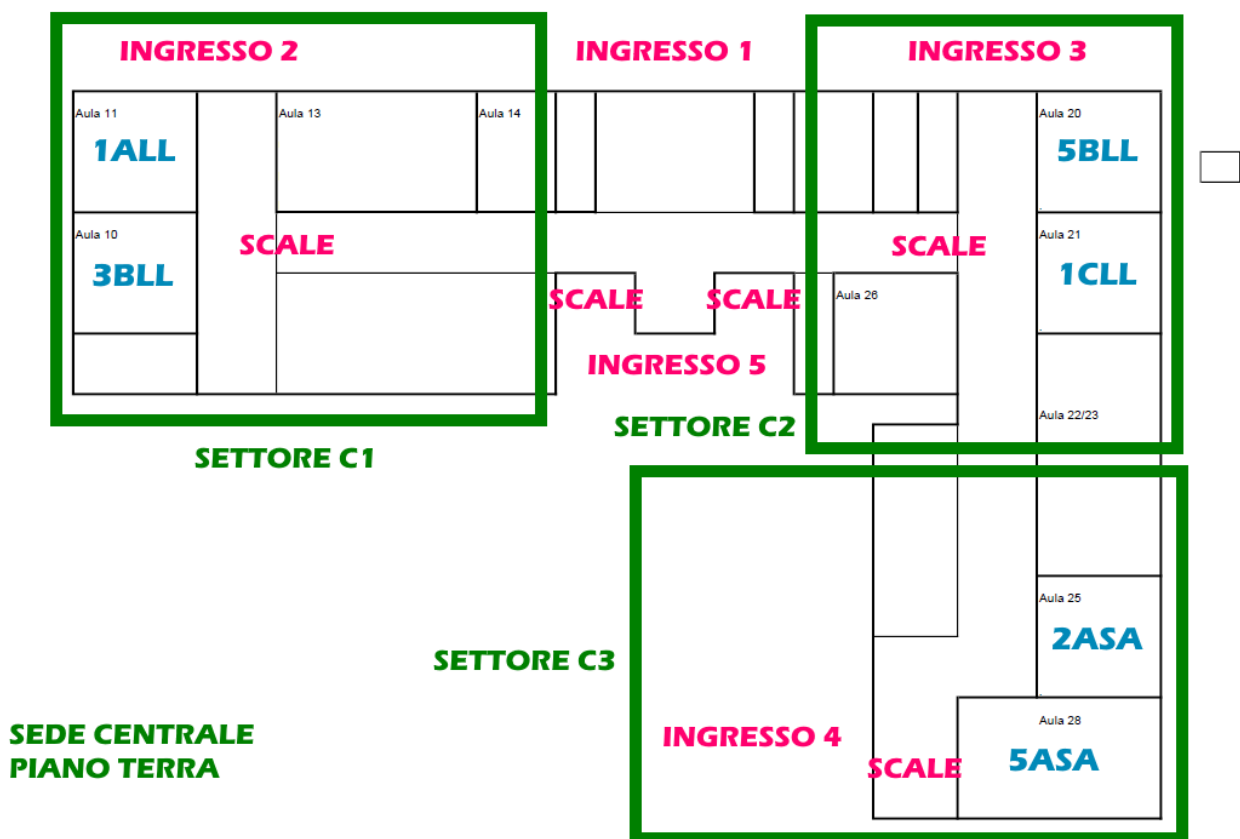 INGRESSO 2
INGRESSO 1
INGRESSO 3
Aula 11
Aula 13
Aula 14
Aula 20
1ALL
5BLL
Aula 10
SCALE
SCALE
Aula 21
3BLL
1CLL
SCALE
SCALE
Aula 26
INGRESSO 5
Aula 22/23
SETTORE C2
SETTORE C1
Aula 25
2ASA
SETTORE C3
Aula 28
SEDE CENTRALE
PIANO TERRA
INGRESSO 4
5ASA
SCALE